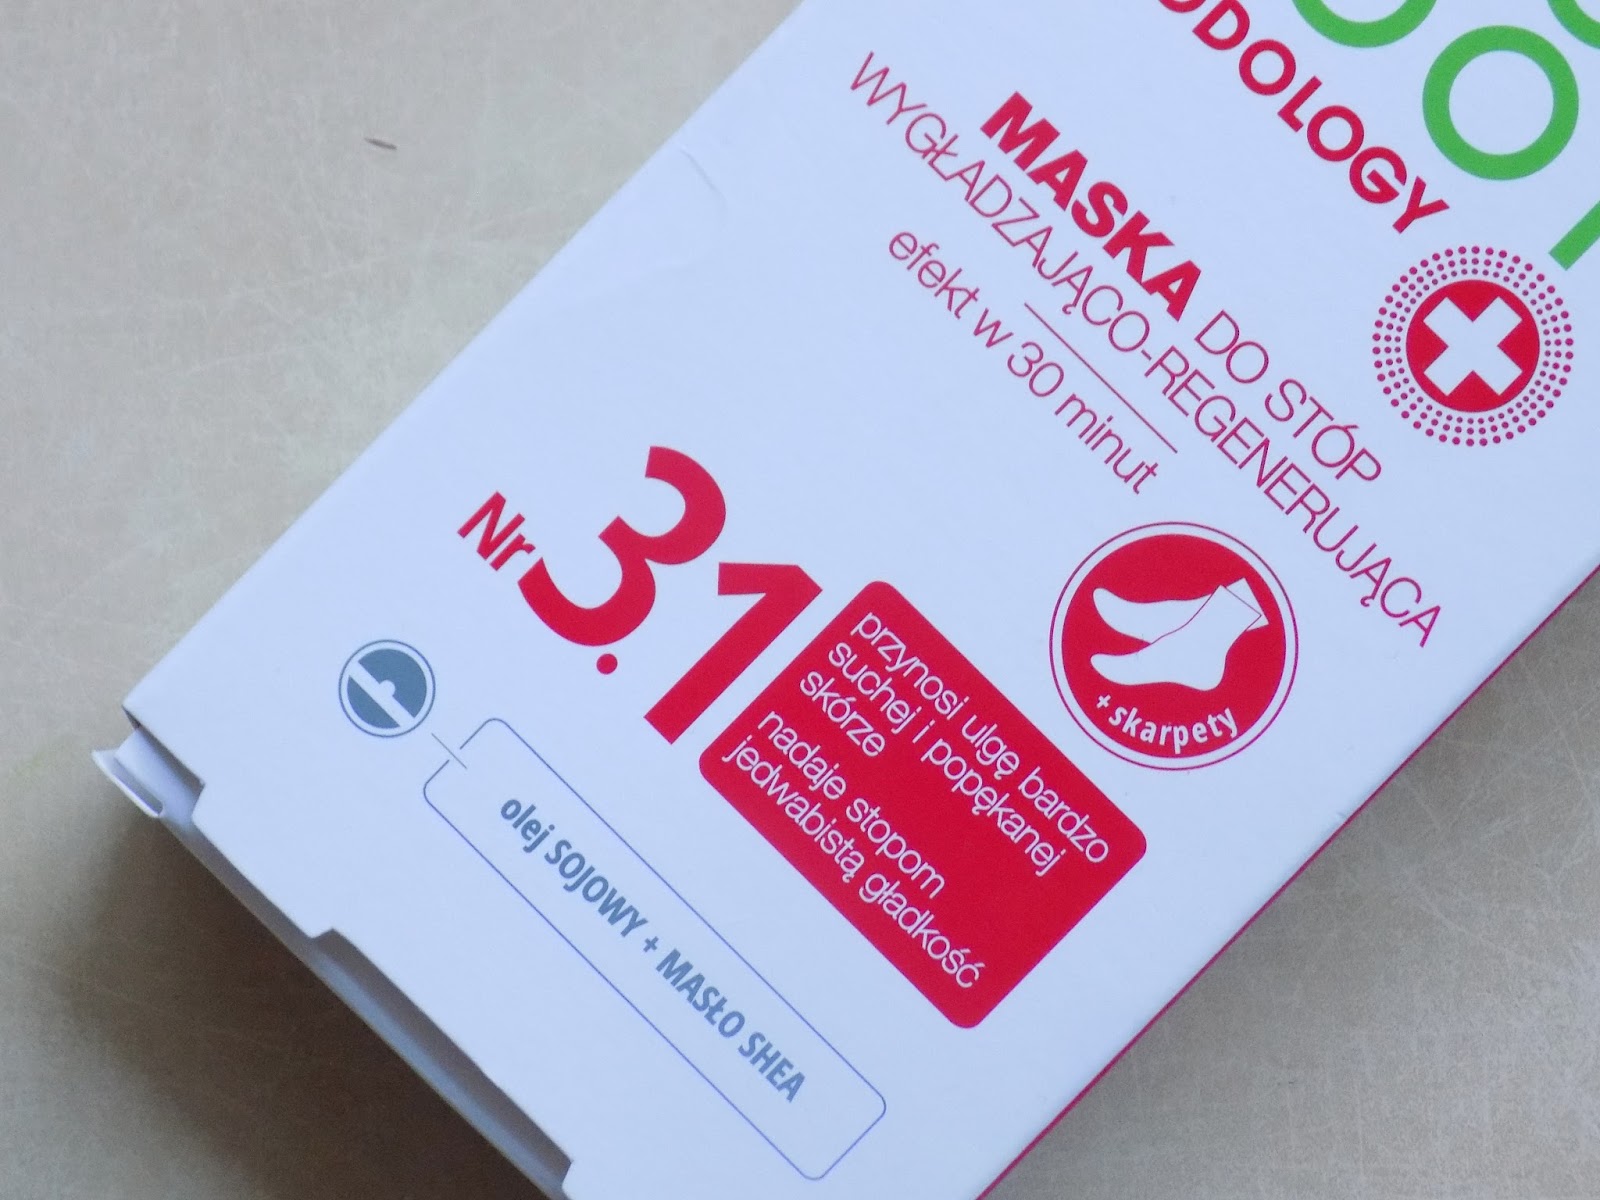 ODOLOGY
MASKA DO STÓP
WYGŁADZAJĄCO-REGENERUJĄCA
efekt w 30 minut
+ skarpety
Nr 3.1
przynosi ulgę bardzo
suchej i popękanej
skórze
nadaje stopom
jedwabistą gładkość
olej SOJOWY + MASŁO SHEA